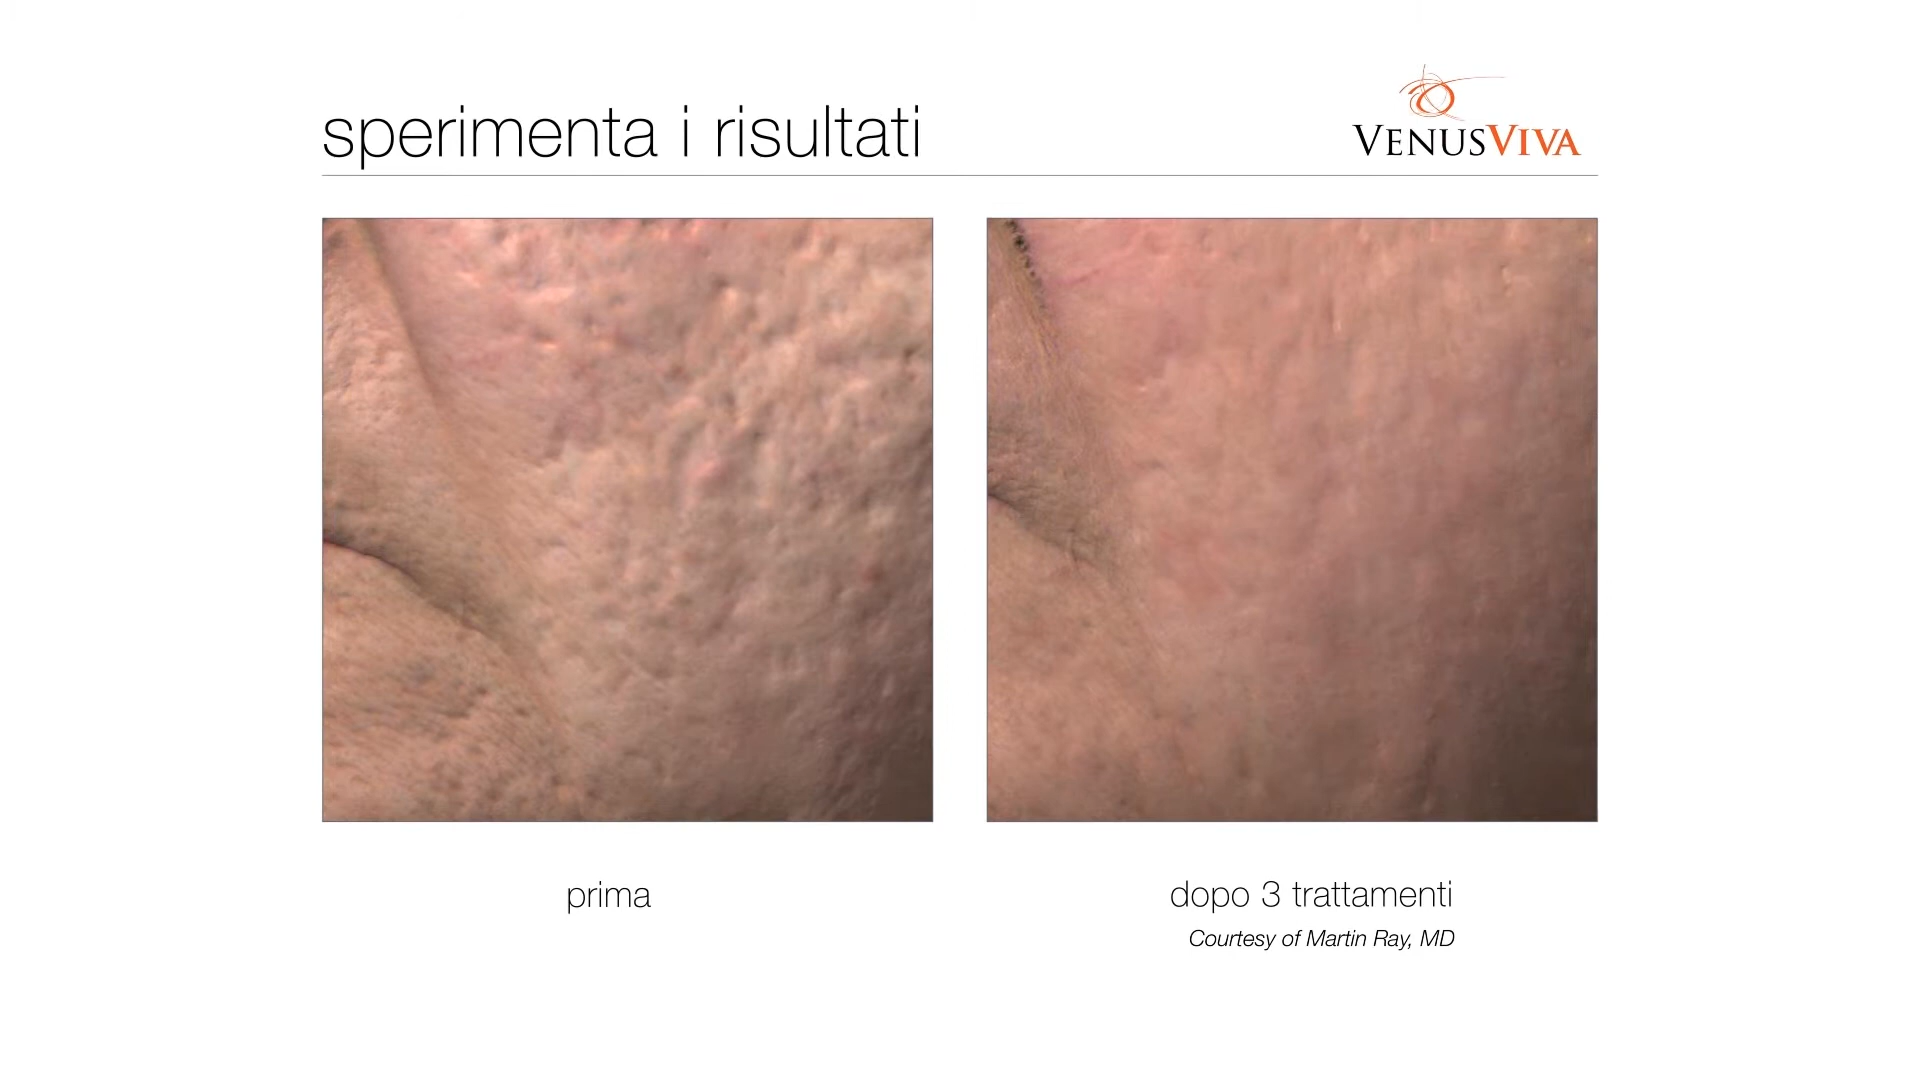 sperimenta i risultati
VENUSVIVA
prima
dopo 3 trattamenti
Courtesy of Martin Ray, MD